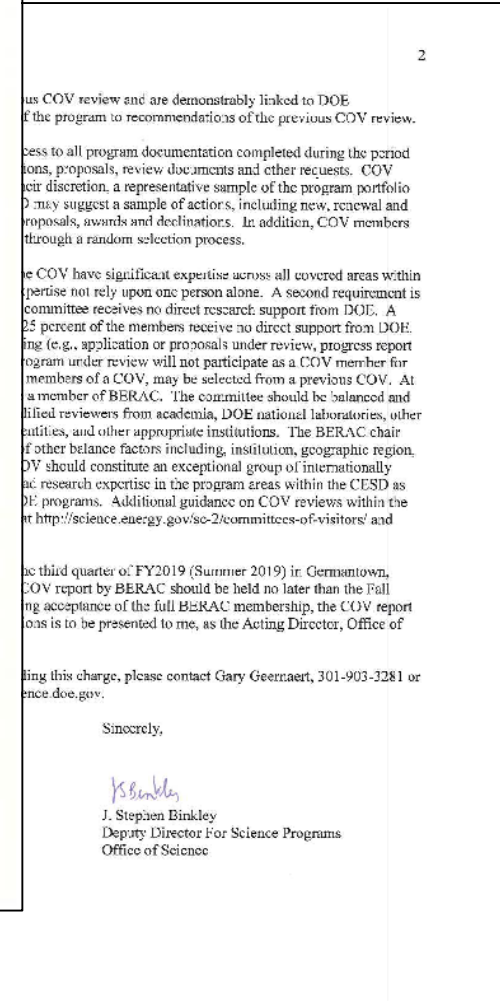 2
us COV review and are demonstrably linked to DOE
f the program to recommendations of the previous COV review.
cess to all program documentation completed during the period
ions, proposals, review documents and other requests. COV
eir discretion, a representative sample of the program portfolio
may suggest a sample of actions, including new, renewal and
roposals, awards and declinations. In addition, COV members
through a random selection process.
e COV have significant expertise across all covered areas within
pertise not rely upon one person alone. A second requirement is
committee receives no direct research support from DOE. A
25 percent of the members receive no direct support from DOE.
ing (e.g., application or proposals under review, progress report
rogram under review will not participate as a COV member for
members of a COV, may be selected from a previous COV. At
a member of BERAC. The committee should be balanced and
lified reviewers from academia, DOE national laboratories, other
entities, and other appropriate institutions. The BERAC chair
f other balance factors including, institution, geographic region,
OV should constitute an exceptional group of internationally
ad research expertise in the program areas within the CESD as
OE programs. Additional guidance on COV reviews within the
at http://science.energy.gov/sc-2/committees-of-visitors/ and
he third quarter of FY2019 (Summer 2019) in Germantown,
COV report by BERAC should be held no later than the Fall
ng acceptance of the full BERAC membership, the COV report
ions is to be presented to me, as the Acting Director, Office of
ding this charge, please contact Gary Geernaert, 301-903-3281 or
ence.doe.gov.
Sincerely,
JSBinkley
J. Stephen Binkley
Deputy Director For Science Programs
Office of Science